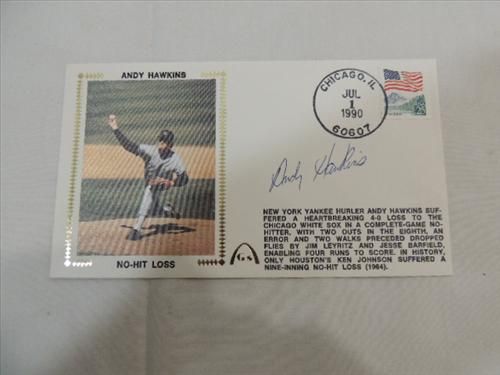 ANDY HAWKINS
CHICAGO, IL
JUL
1
1990
60607
Andy Hawkins
NO-HIT LOSS
NEW YORK YANKEE HURLER ANDY HAWKINS SUF-
FERED A HEARTBREAKING 4-0 LOSS TO THE
CHICAGO WHITE SOX IN A COMPLETE-GAME NO-
HITTER. WITH TWO OUTS IN THE EIGHTH, AN
ERROR AND TWO WALKS PRECEDED DROPPED
FLIES BY JIM LEYRITZ AND JESSE BARFIELD,
ENABLING FOUR RUNS TO SCORE. IN HISTORY,
ONLY HOUSTON'S KEN JOHNSON SUFFERED A
NINE-INNING NO-HIT LOSS (1964).